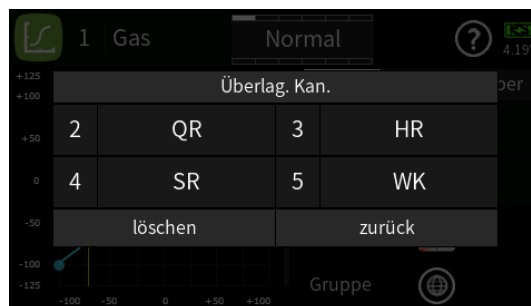 1 Gas Normal ?
4.19
+125
Überlag. Kan.
+100
ber
2 QR 3 HR
+50
4 SR 5 WK
0
löschen zurück
-50
-100
-125
Gruppe
-100 -50 0 +50 +100